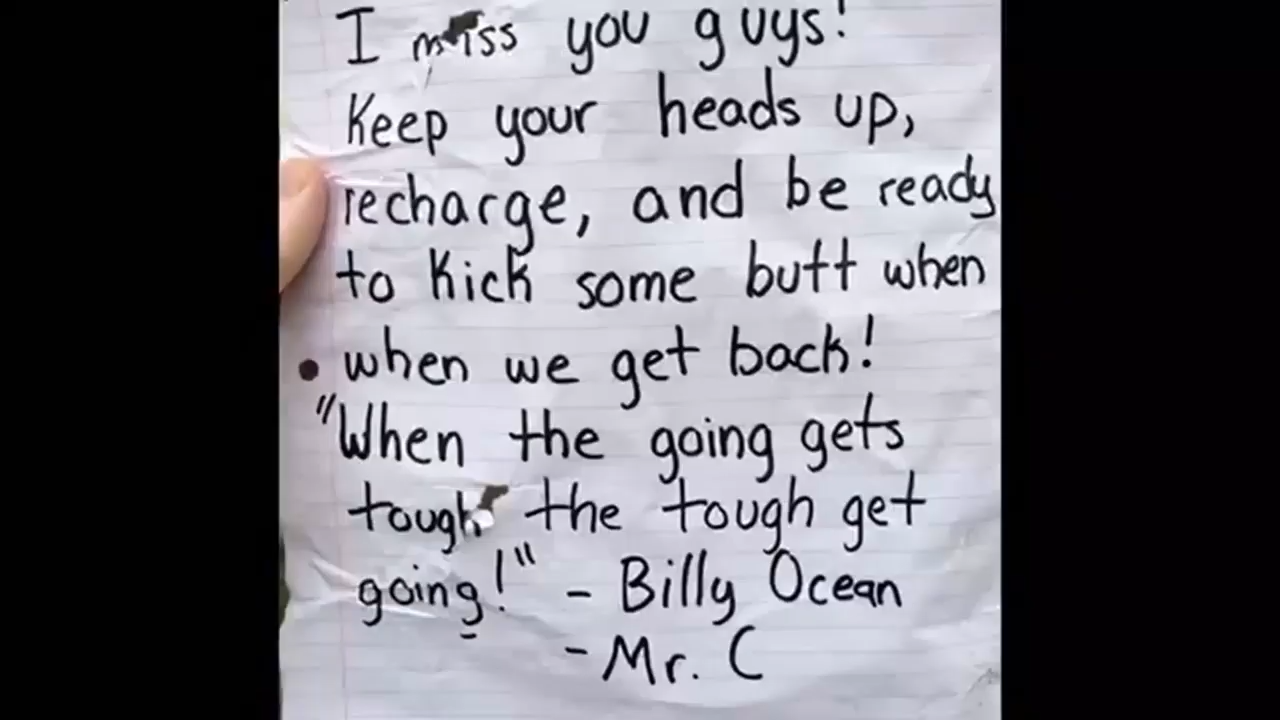 I miss you guys!
Keep your heads up,
recharge, and be ready
to kick some butt when
when we get back!
"When the going gets
tough the tough get
going!" - Billy Ocean
- Mr. C